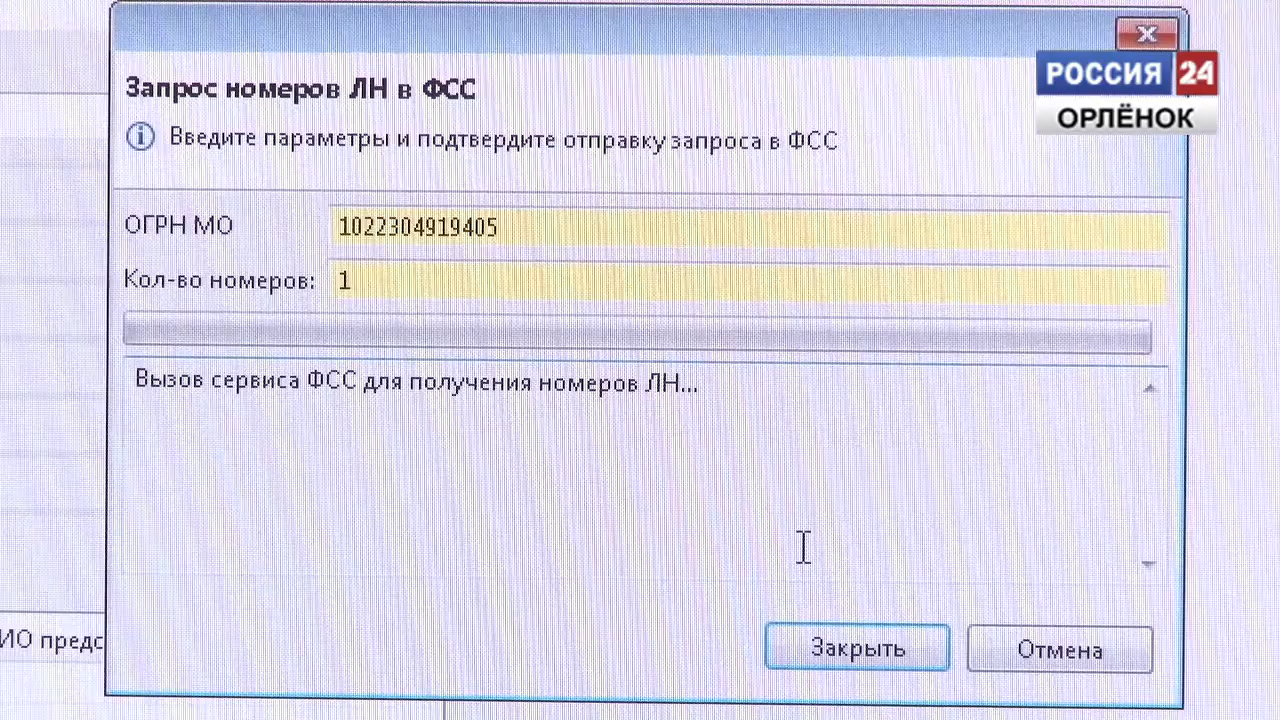 РОССИЯ 24
ОРЛЁНОК
Запрос номеров ЛН в ФСС
Введите параметры и подтвердите отправку запроса в ФСС
ОГРН МО 1022304919405
Кол-во номеров: 1
Вызов сервиса ФСС для получения номеров ЛН...
ИО предс
Закрыть Отмена